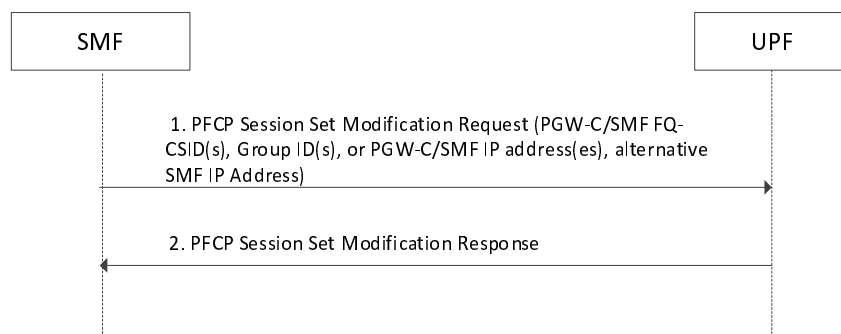 SMF
UPF
1. PFCP Session Set Modification Request (PGW-C/SMF FQ-
CSID(s), Group ID(s), or PGW-C/SMF IP address(es), alternative
SMF IP Address)
2. PFCP Session Set Modification Response